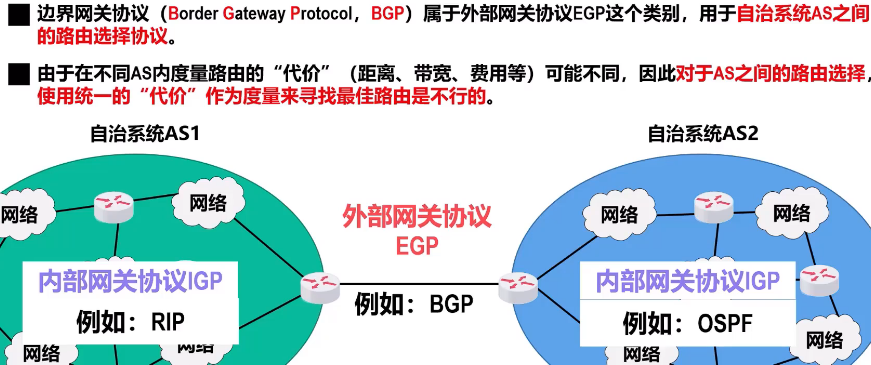 边界网关协议（Border Gateway Protocol，BGP）属于外部网关协议EGP这个类别，用于自治系统AS之间
的路由选择协议。
由于在不同AS内度量路由的“代价”（距离、带宽、费用等）可能不同，因此对于AS之间的路由选择，
使用统一的“代价”作为度量来寻找最佳路由是不行的。
自治系统AS1
自治系统AS2
网络
网络
外部网关协议
EGP
网络
网络
内部网关协议IGP
例如：RIP
例如：BGP
内部网关协议IGP
例如：OSPF
网络
网络
网络
网络